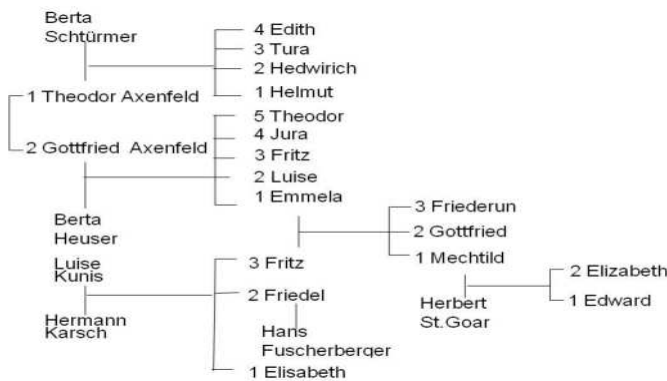 Berta
Schtürmer
4 Edith
3 Tura
2 Hedwirich
1 Helmut
1 Theodor Axenfeld
5 Theodor
4 Jura
3 Fritz
2 Luise
1 Emmela
2 Gottfried Axenfeld
Berta
Heuser
3 Friederun
2 Gottfried
1 Mechtild
2 Elizabeth
1 Edward
Herbert
St.Goar
Luise
Kunis
Hermann
Karsch
3 Fritz
2 Friedel
Hans
Fuscherberger
1 Elisabeth